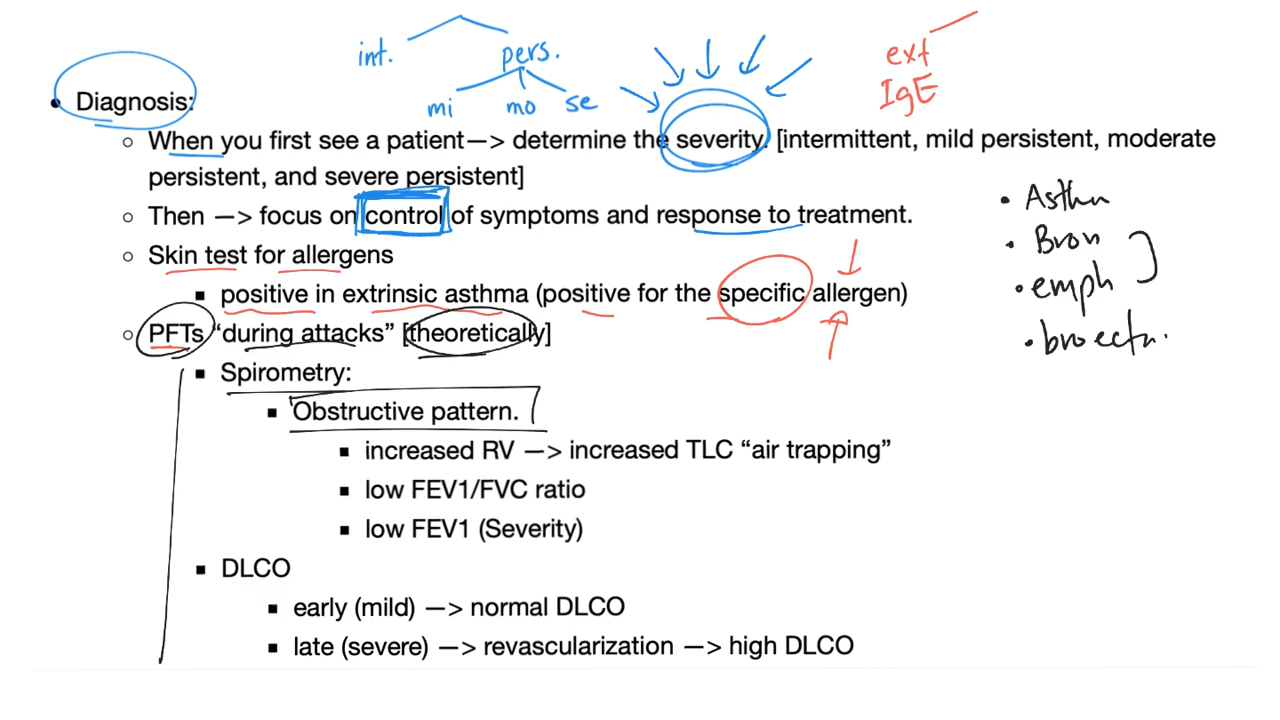 int.
pers.
mi mo se
ext
IgE
• Diagnosis:
◦ When you first see a patient—> determine the severity. [intermittent, mild persistent, moderate
persistent, and severe persistent]
◦ Then —> focus on control of symptoms and response to treatment.
◦ Skin test for allergens
▪ positive in extrinsic asthma (positive for the specific allergen)
◦ PFTs “during attacks” [theoretically]
▪ Spirometry:
▪ Obstructive pattern.
▪ increased RV —> increased TLC “air trapping”
▪ low FEV1/FVC ratio
▪ low FEV1 (Severity)
▪ DLCO
▪ early (mild) —> normal DLCO
▪ late (severe) —> revascularization —> high DLCO
• Bron
• emph